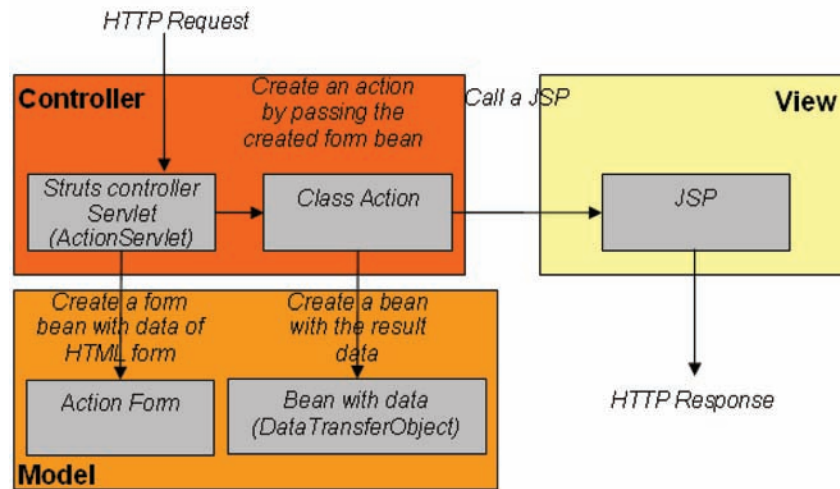 HTTP Request
Controller
Create an action
by passing the
created form bean
Call a JSP
View
Struts controller
Servlet
(ActionServlet)
Class Action
JSP
Create a form
bean with data of
HTML form
Create a bean
with the result
data
Action Form
Bean with data
(DataTransferObject)
HTTP Response
Model